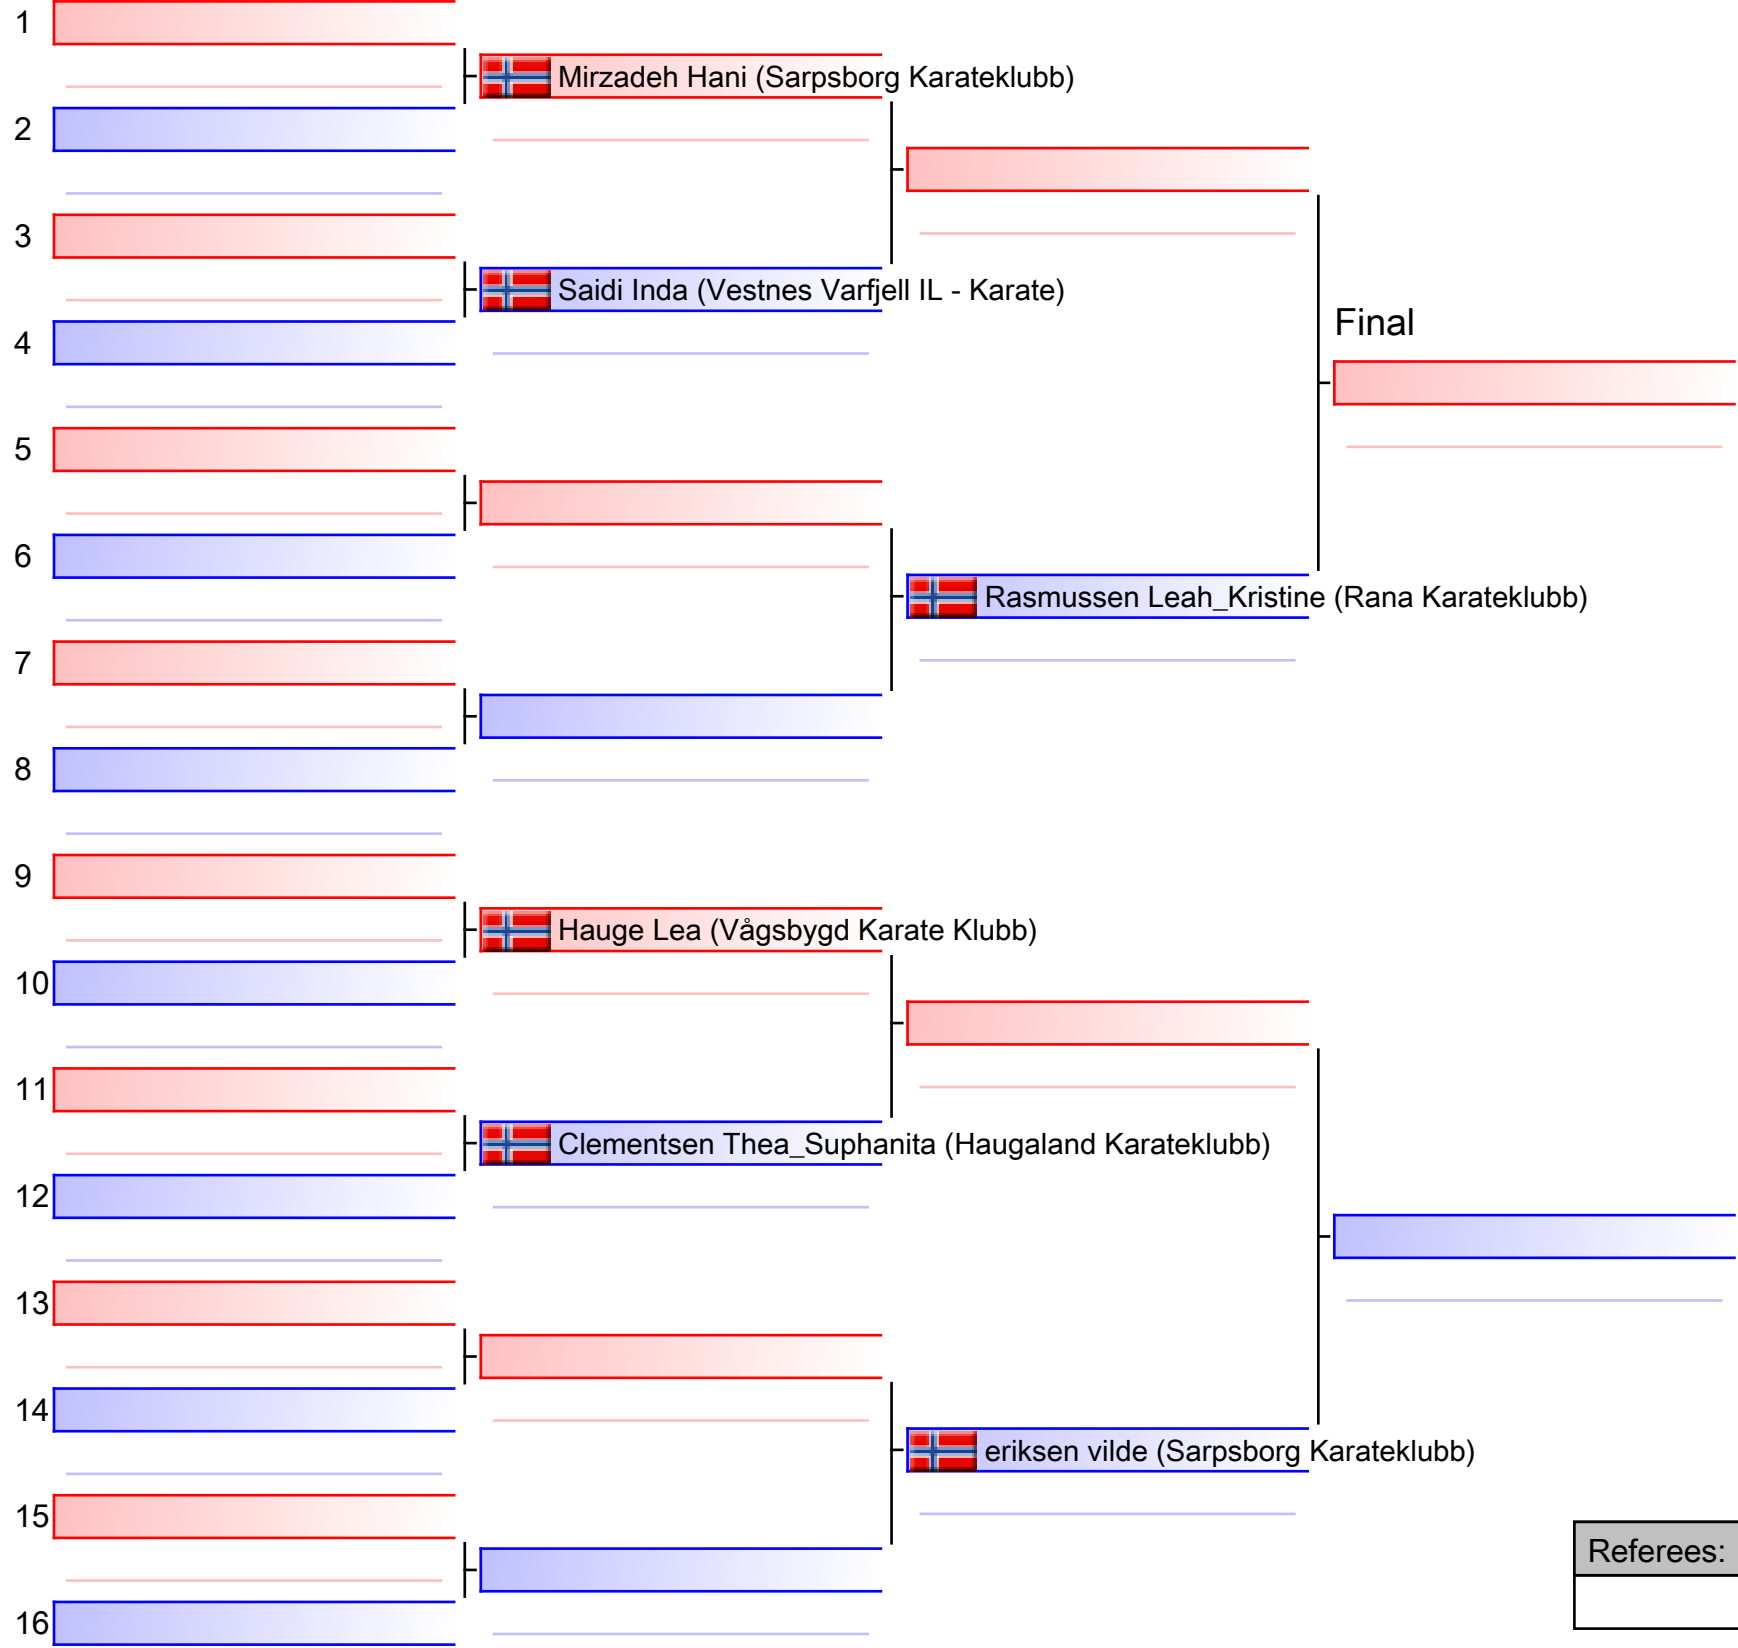 1
Mirzadeh Hani (Sarpsborg Karateklubb)
2
3
Saidi Inda (Vestnes Varfjell IL - Karate)
4
Final
5
6
Rasmussen Leah_Kristine (Rana Karateklubb)
7
8
9
Hauge Lea (Vågsbygd Karate Klubb)
10
11
Clementsen Thea_Suphanita (Haugaland Karateklubb)
12
13
14
eriksen vilde (Sarpsborg Karateklubb)
15
Referees:
16